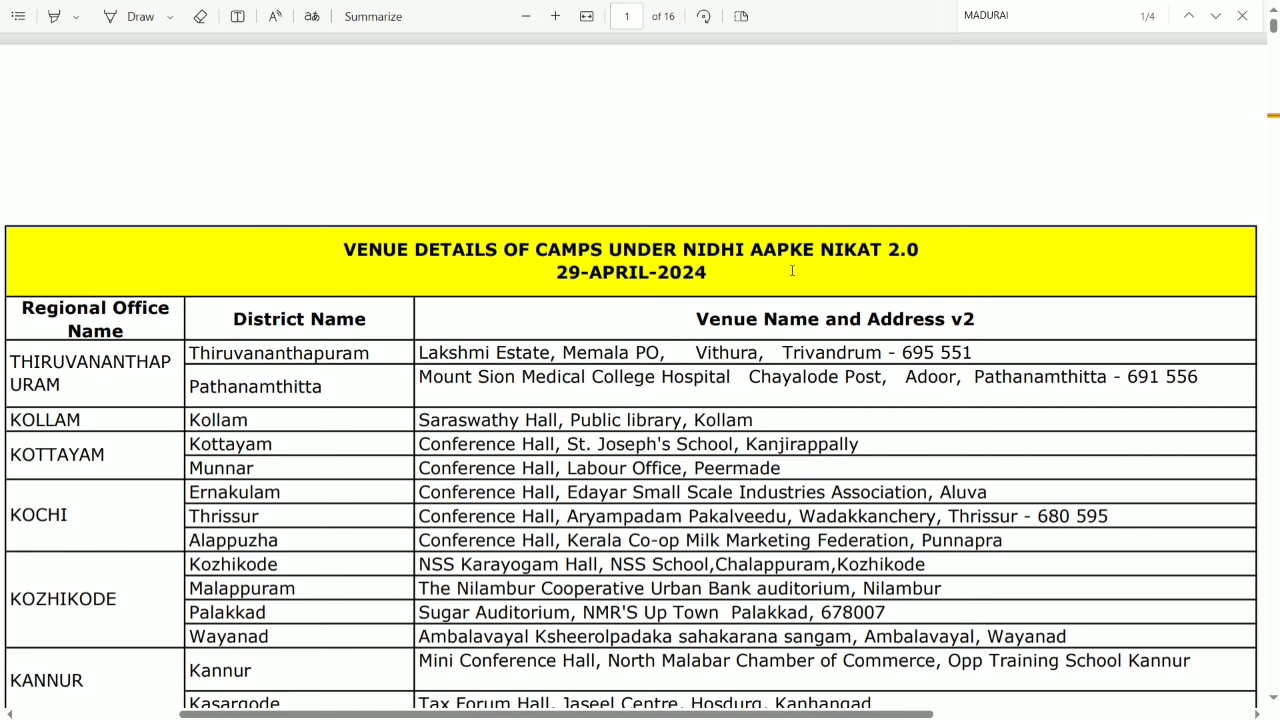 Draw
Summarize
1 of 16
MADURAI 1/4
VENUE DETAILS OF CAMPS UNDER NIDHI AAPKE NIKAT 2.0
29-APRIL-2024
Regional Office Name District Name Venue Name and Address v2
THIRUVANANTHAP
URAM
Thiruvananthapuram Lakshmi Estate, Memala PO, Vithura, Trivandrum - 695 551
Pathanamthitta Mount Sion Medical College Hospital Chayalode Post, Adoor, Pathanamthitta - 691 556
KOLLAM Kollam Saraswathy Hall, Public library, Kollam
KOTTAYAM
Kottayam Conference Hall, St. Joseph's School, Kanjirappally
Munnar Conference Hall, Labour Office, Peermade
KOCHI
Ernakulam Conference Hall, Edayar Small Scale Industries Association, Aluva
Thrissur Conference Hall, Aryampadam Pakalveedu, Wadakkanchery, Thrissur - 680 595
Alappuzha Conference Hall, Kerala Co-op Milk Marketing Federation, Punnapra
KOZHIKODE
Kozhikode NSS Karayogam Hall, NSS School,Chalappuram,Kozhikode
Malappuram The Nilambur Cooperative Urban Bank auditorium, Nilambur
Palakkad Sugar Auditorium, NMR'S Up Town Palakkad, 678007
Wayanad Ambalavayal Ksheerolpadaka sahakarana sangam, Ambalavayal, Wayanad
KANNUR
Kannur Mini Conference Hall, North Malabar Chamber of Commerce, Opp Training School Kannur
Kasargode Tax Forum Hall, Jaseel Centre, Hosdurg, Kanhangad